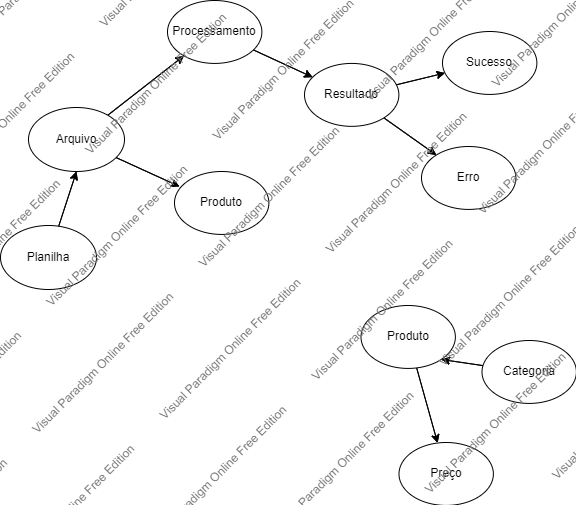 Processamento
Sucesso
Resultado
Arquivo
Erro
Produto
Planilha
Produto
Categoria
Preço
Visual Paradigm Online Free Edition